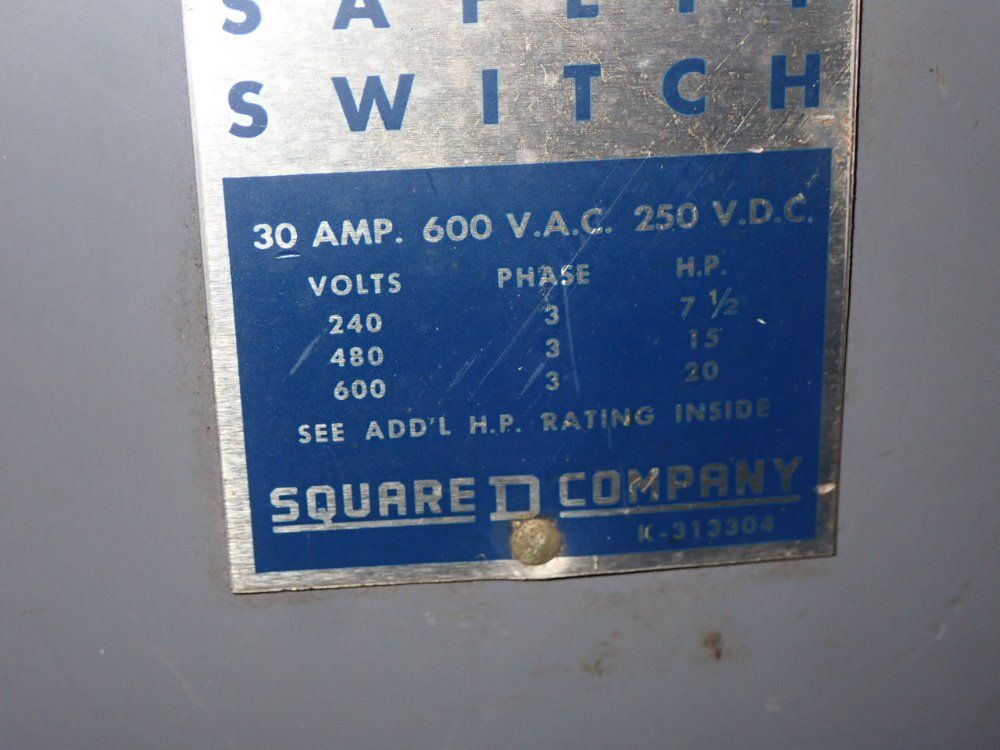 SAFETY
SWITCH
30 AMP. 600 V.A.C. 250 V.D.C.
VOLTS PHASE H.P.
240 3 7 1/2
480 3 15
600 3 20
SEE ADD'L H.P. RATING INSIDE
SQUARE D COMPANY
K-313304